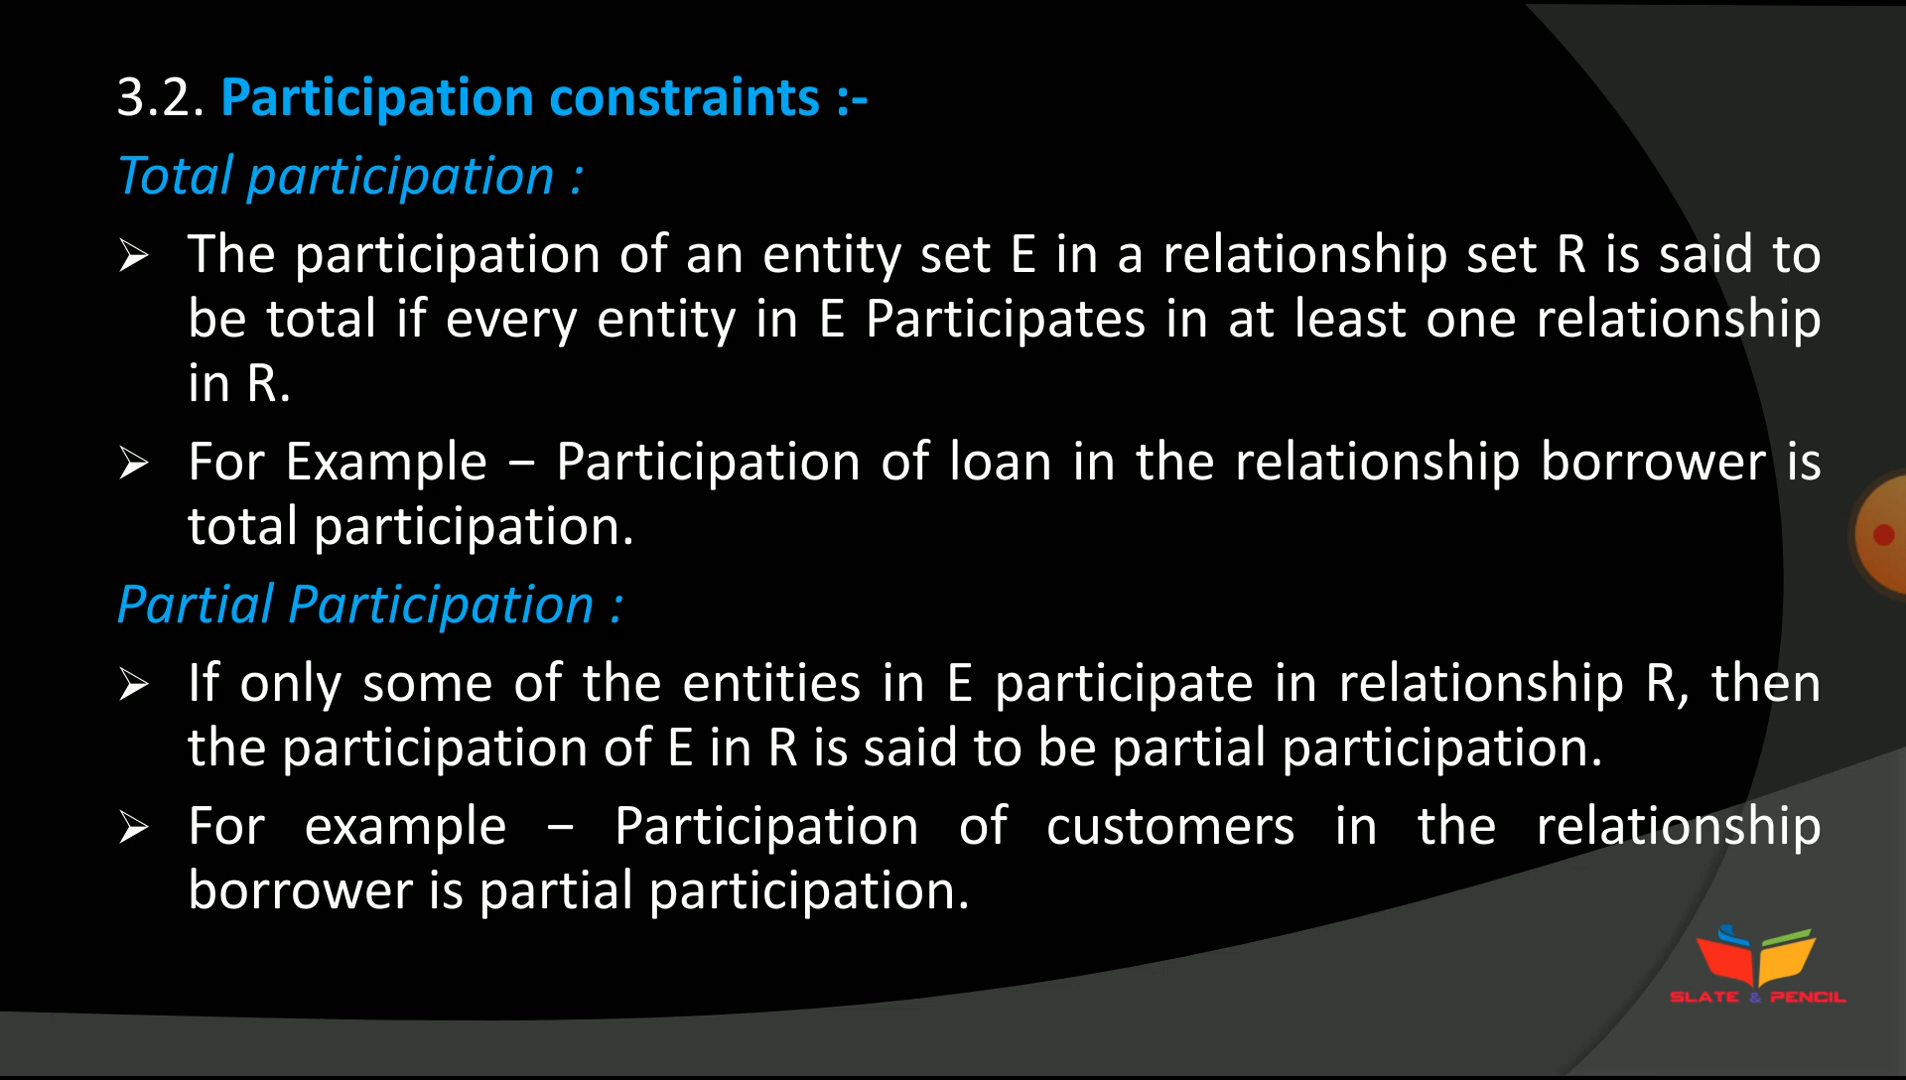 3.2. Participation constraints :-
Total participation :
➢ The participation of an entity set E in a relationship set R is said to
be total if every entity in E Participates in at least one relationship
in R.
➢ For Example – Participation of loan in the relationship borrower is
total participation.
Partial Participation :
➢ If only some of the entities in E participate in relationship R, then
the participation of E in R is said to be partial participation.
➢ For example – Participation of customers in the relationship
borrower is partial participation.
SLATE & PENCIL